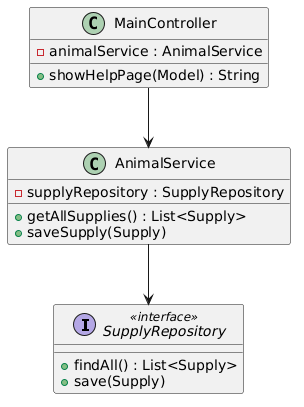 C MainController
animalService : AnimalService
showHelpPage(Model) : String
C AnimalService
supplyRepository : SupplyRepository
getAllSupplies() : List<Supply>
saveSupply(Supply)
«interface»
I SupplyRepository
findAll() : List<Supply>
save(Supply)